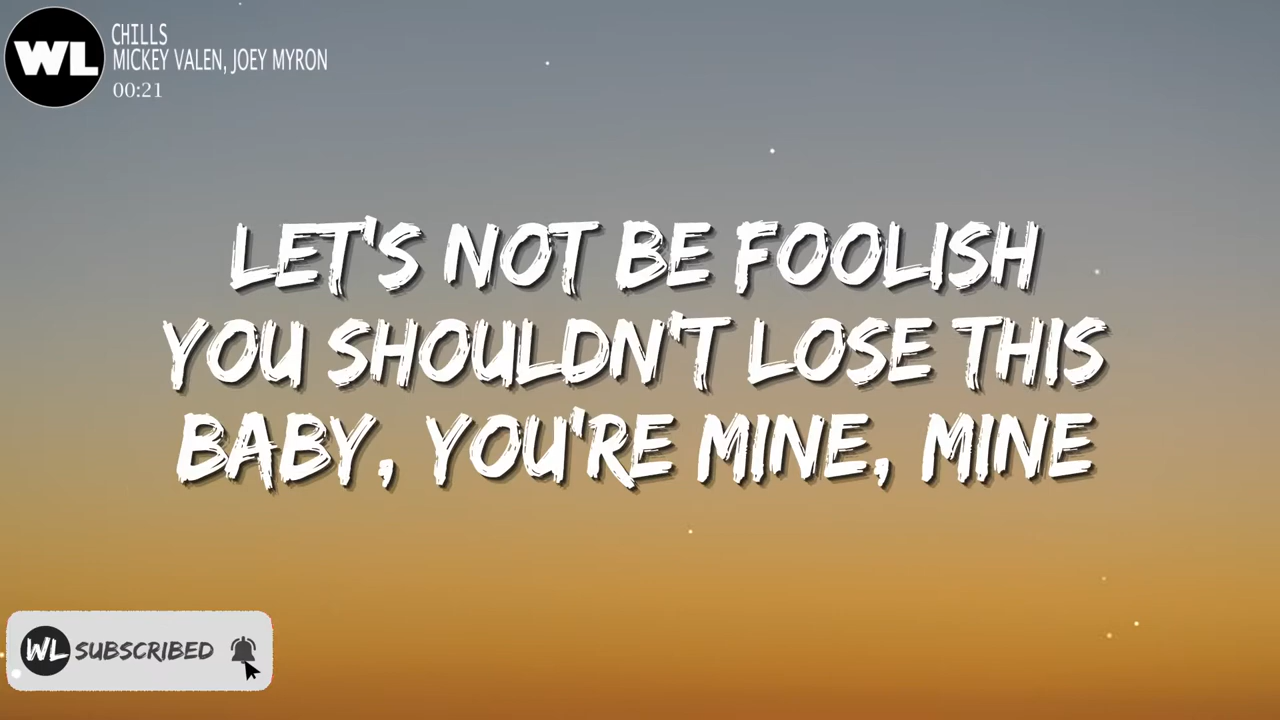 WL
CHILLS
MICKEY VALEN, JOEY MYRON
00:21
LET'S NOT BE FOOLISH
YOU SHOULDN'T LOSE THIS
BABY, YOU'RE MINE, MINE
WL SUBSCRIBED